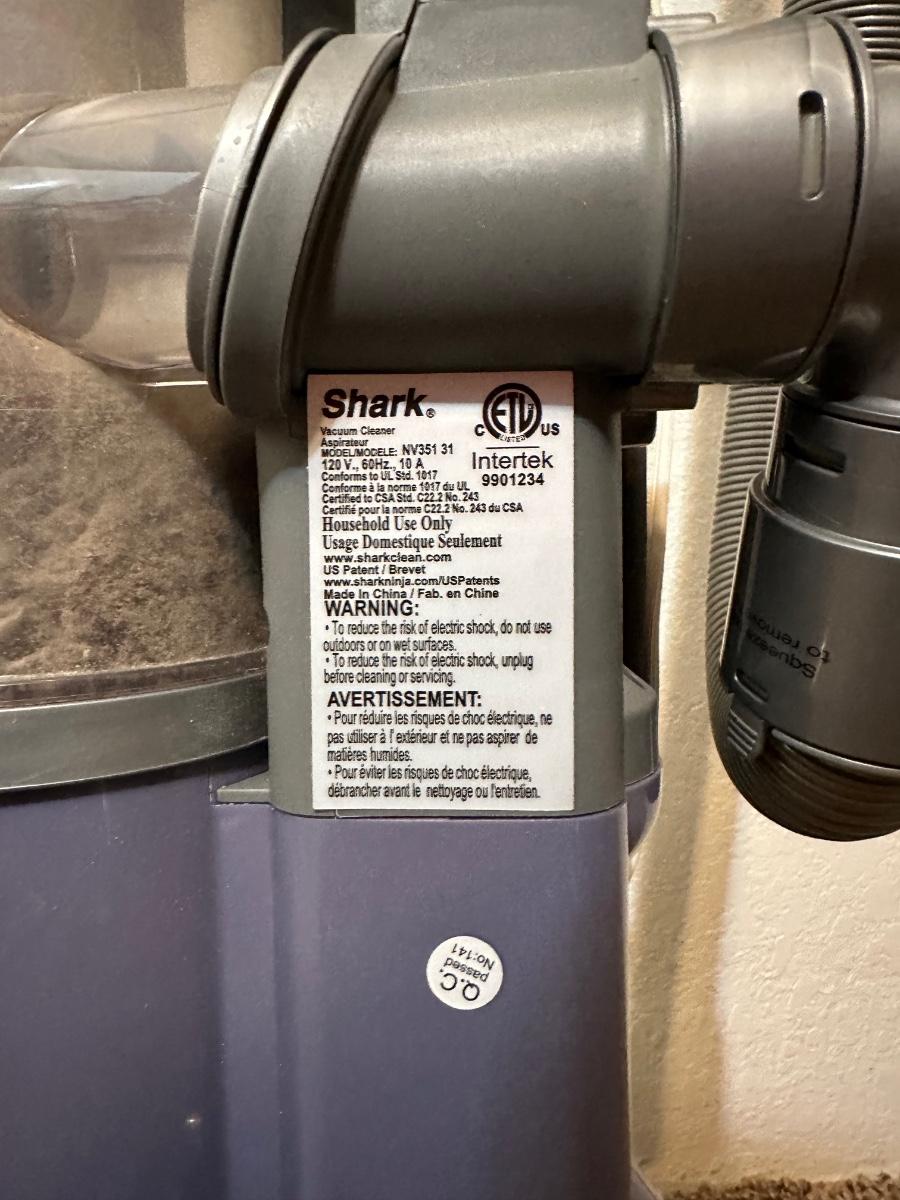 Shark®
Vacuum Cleaner
Aspirateur
MODEL/MODELE: NV351 31
120 V., 60Hz., 10 A
Conforms to UL Std. 1017
Conforme à la norme 1017 du UL
Certified to CSA Std. C22.2 No. 243
Certifié pour la norme C22.2 No. 243 du CSA
ETL
C US
LISTED
Intertek
9901234
Household Use Only
Usage Domestique Seulement
www.sharkclean.com
US Patent / Brevet
www.sharkninja.com/USPatents
Made in China / Fab. en Chine
WARNING:
• To reduce the risk of electric shock, do not use
outdoors or on wet surfaces.
• To reduce the risk of electric shock, unplug
before cleaning or servicing.
AVERTISSEMENT:
• Pour réduire les risques de choc électrique, ne
pas utiliser à l' extérieur et ne pas aspirer de
matières humides.
• Pour éviter les risques de choc électrique,
débrancher avant le nettoyage ou l'entretien.
Squeeze
to remove
Q.C.
passed
No:141